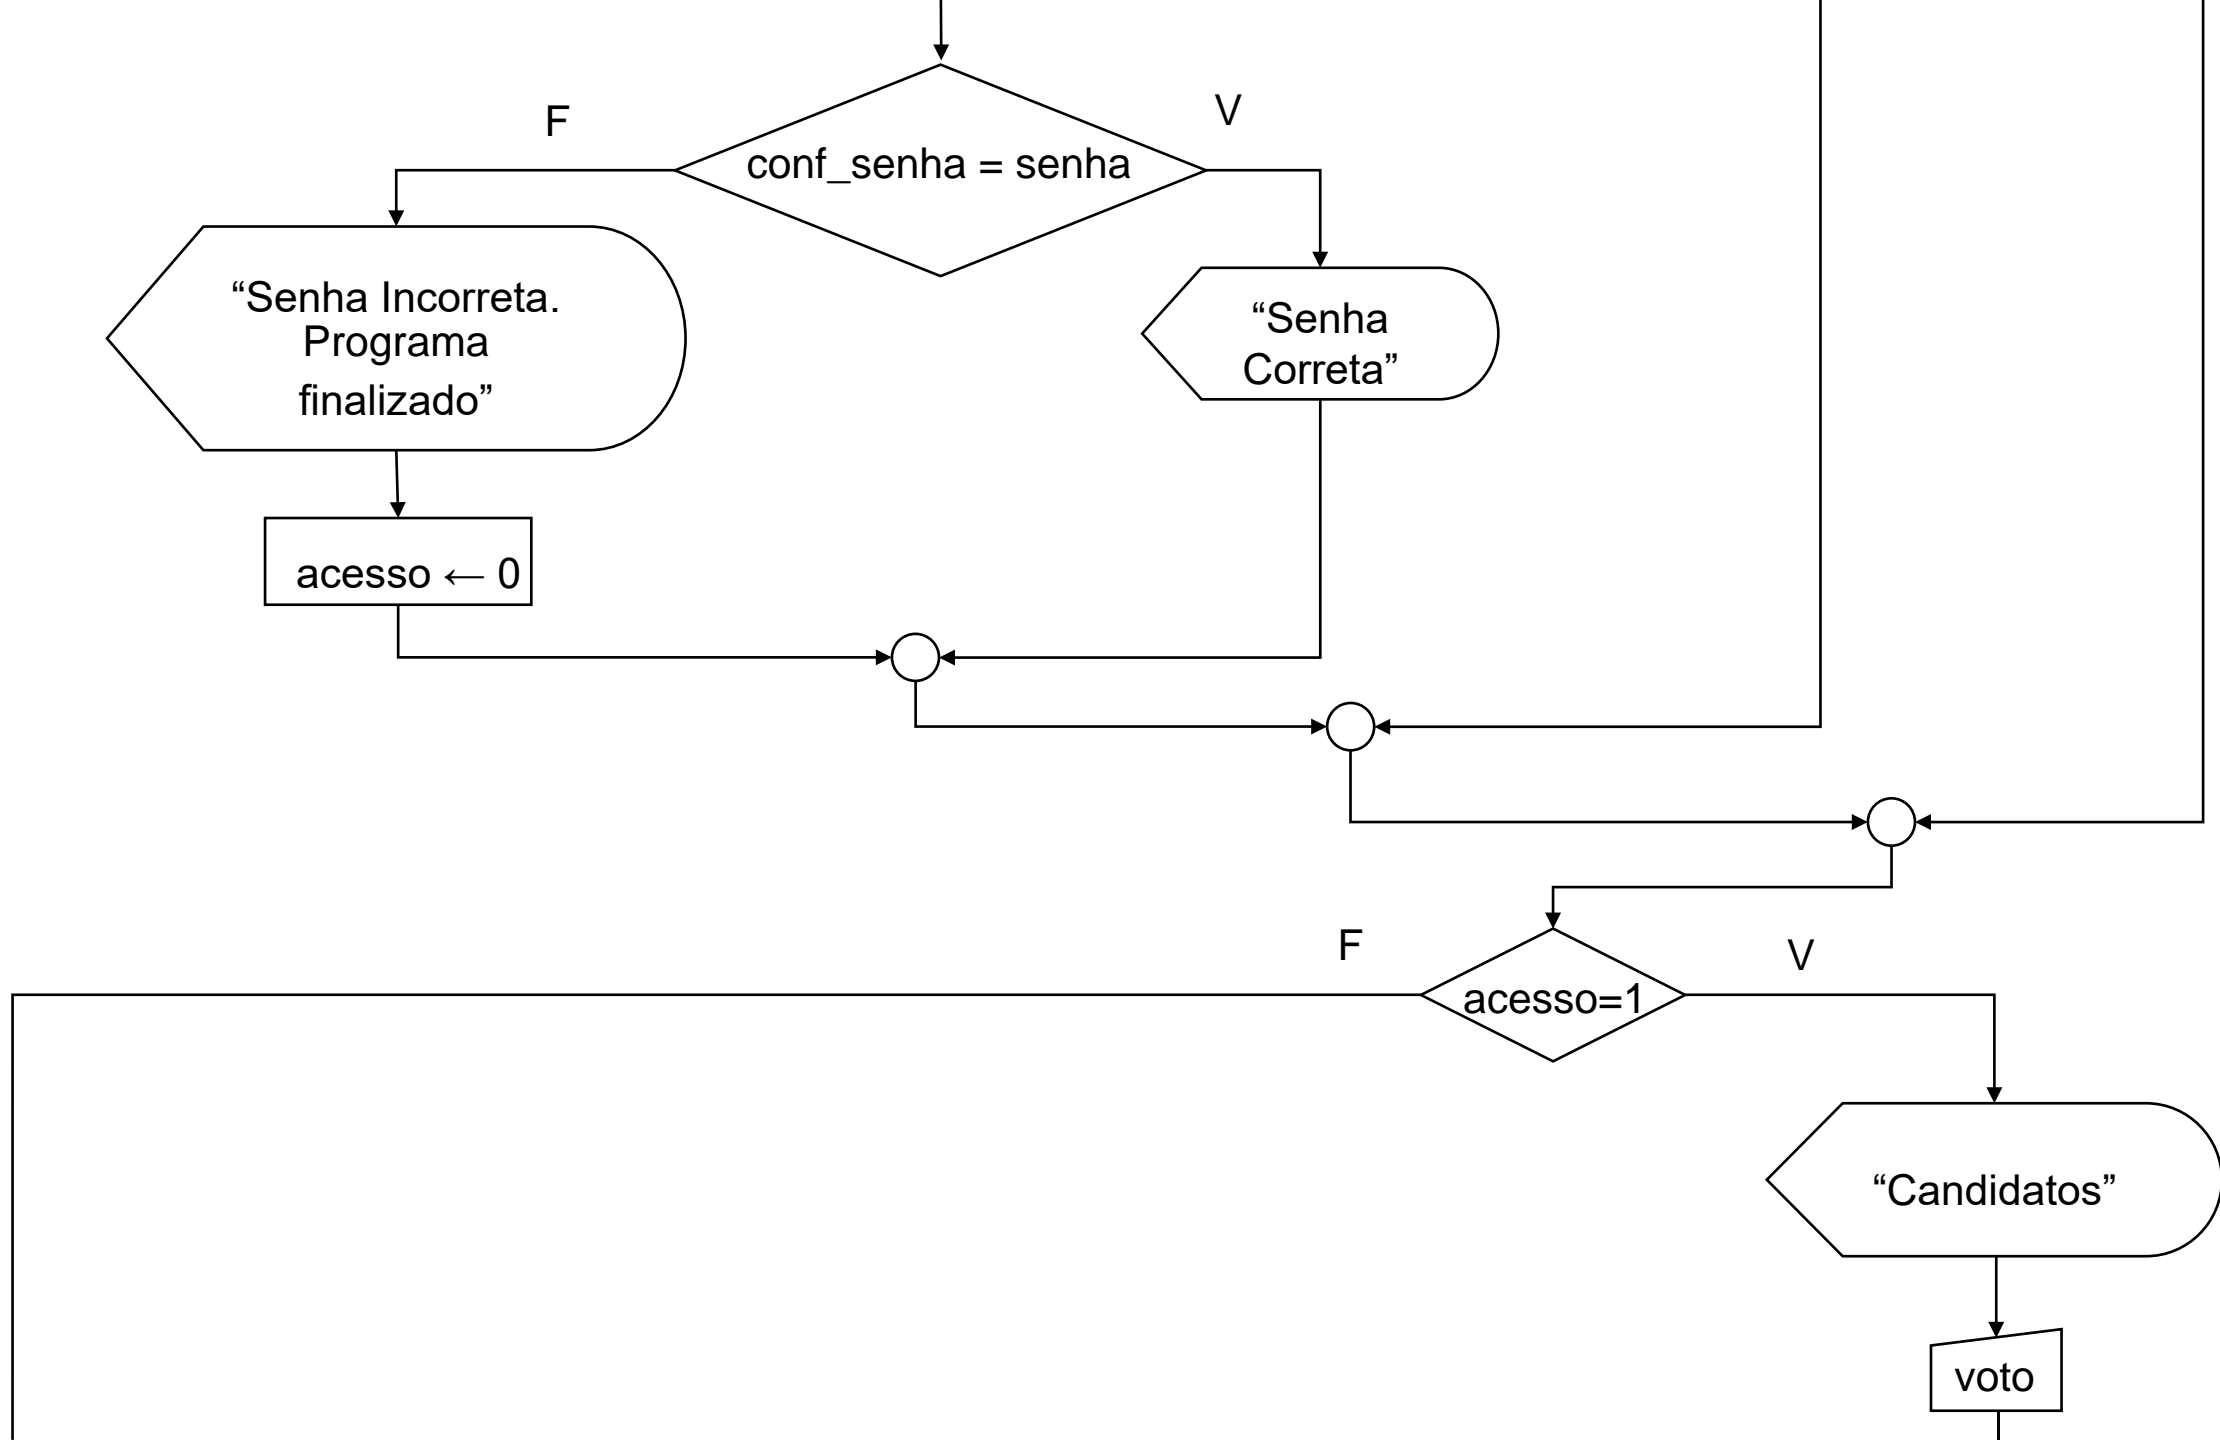 F
V
conf_senha = senha
“Senha Incorreta.
Programa
finalizado”
“Senha
Correta”
acesso ← 0
F
V
acesso=1
“Candidatos”
voto